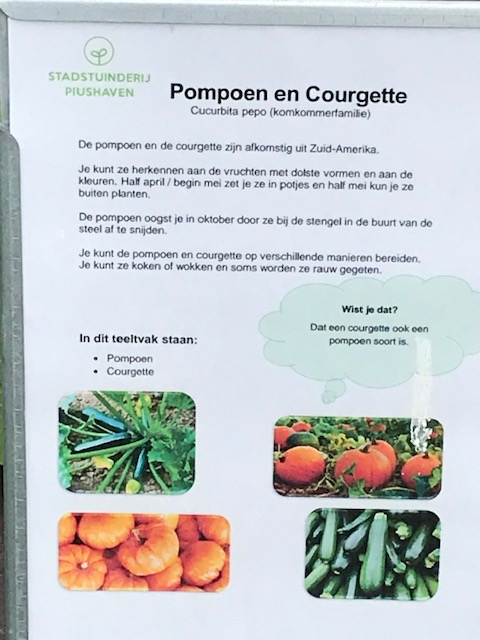 STADSTUINDERIJ
PIUSHAVEN
Pompoen en Courgette
Cucurbita pepo (komkommerfamilie)
De pompoen en de courgette zijn afkomstig uit Zuid-Amerika.
Je kunt ze herkennen aan de vruchten met dolste vormen en aan de
kleuren. Half april / begin mei zet je ze in potjes en half mei kun je ze
buiten planten.
De pompoen oogst je in oktober door ze bij de stengel in de buurt van de
steel af te snijden.
Je kunt de pompoen en courgette op verschillende manieren bereiden.
Je kunt ze koken of wokken en soms worden ze rauw gegeten.
Wist je dat?
Dat een courgette ook een
pompoen soort is.
In dit teeltvak staan:
• Pompoen
• Courgette